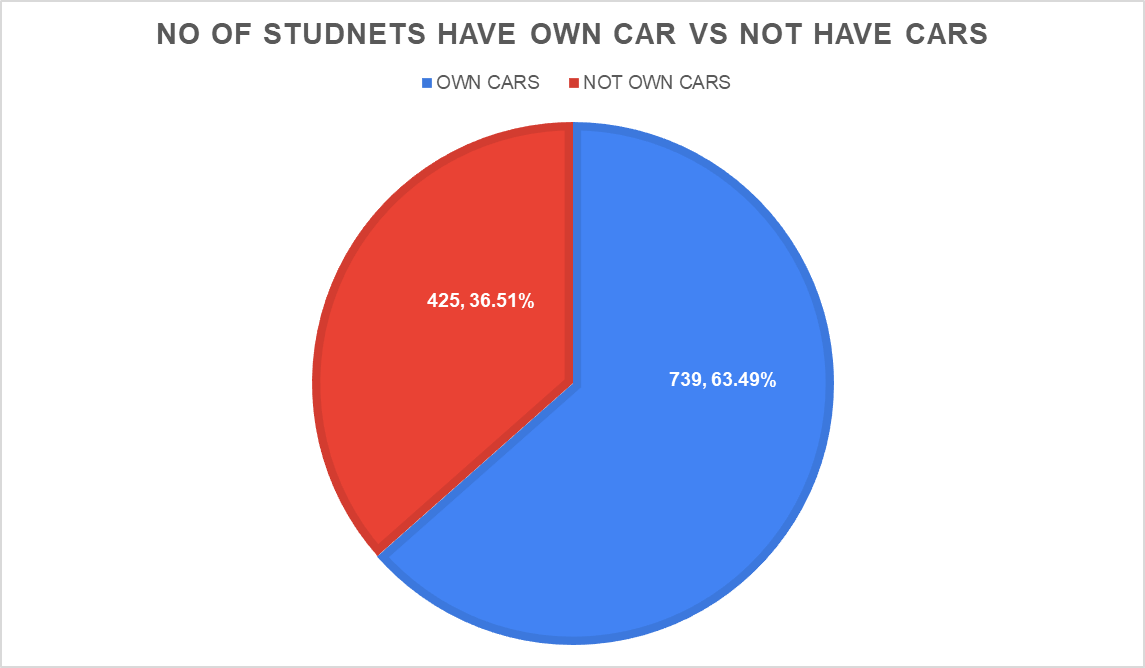 NO OF STUDNETS HAVE OWN CAR VS NOT HAVE CARS
OWN CARS NOT OWN CARS
425, 36.51%
739, 63.49%